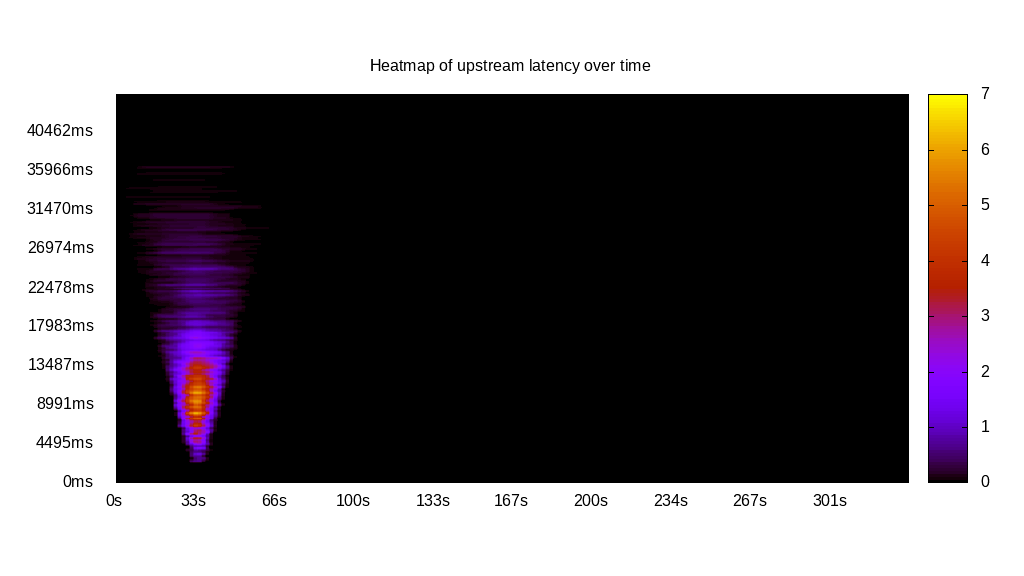 Heatmap of upstream latency over time
40462ms
35966ms
31470ms
26974ms
22478ms
17983ms
13487ms
8991ms
4495ms
0ms
0s 33s 66s 100s 133s 167s 200s 234s 267s 301s
7
6
5
4
3
2
1
0